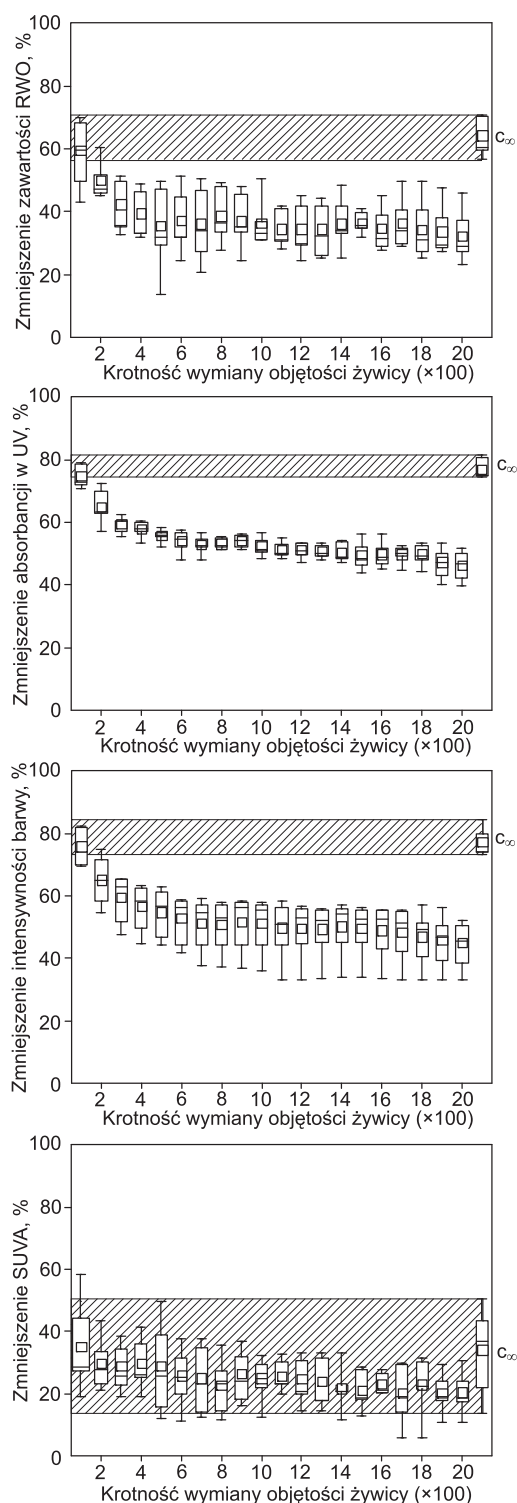 Zmniejszenie zawartości RWO, %
100
80
60
40
20
0
c∞
2 4 6 8 10 12 14 16 18 20
Krotność wymiany objętości żywicy (×100)
Zmniejszenie absorbancji w UV, %
100
80
60
40
20
0
c∞
2 4 6 8 10 12 14 16 18 20
Krotność wymiany objętości żywicy (×100)
Zmniejszenie intensywności barwy, %
100
80
60
40
20
0
c∞
2 4 6 8 10 12 14 16 18 20
Krotność wymiany objętości żywicy (×100)
Zmniejszenie SUVA, %
100
80
60
40
20
0
c∞
2 4 6 8 10 12 14 16 18 20
Krotność wymiany objętości żywicy (×100)